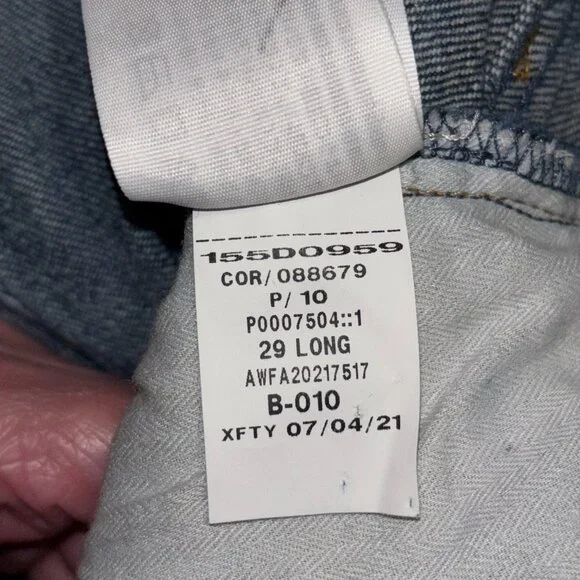 155D0959
COR/088679
P/ 10
P0007504::1
29 LONG
AWFA20217517
B-010
XFTY 07/04/21